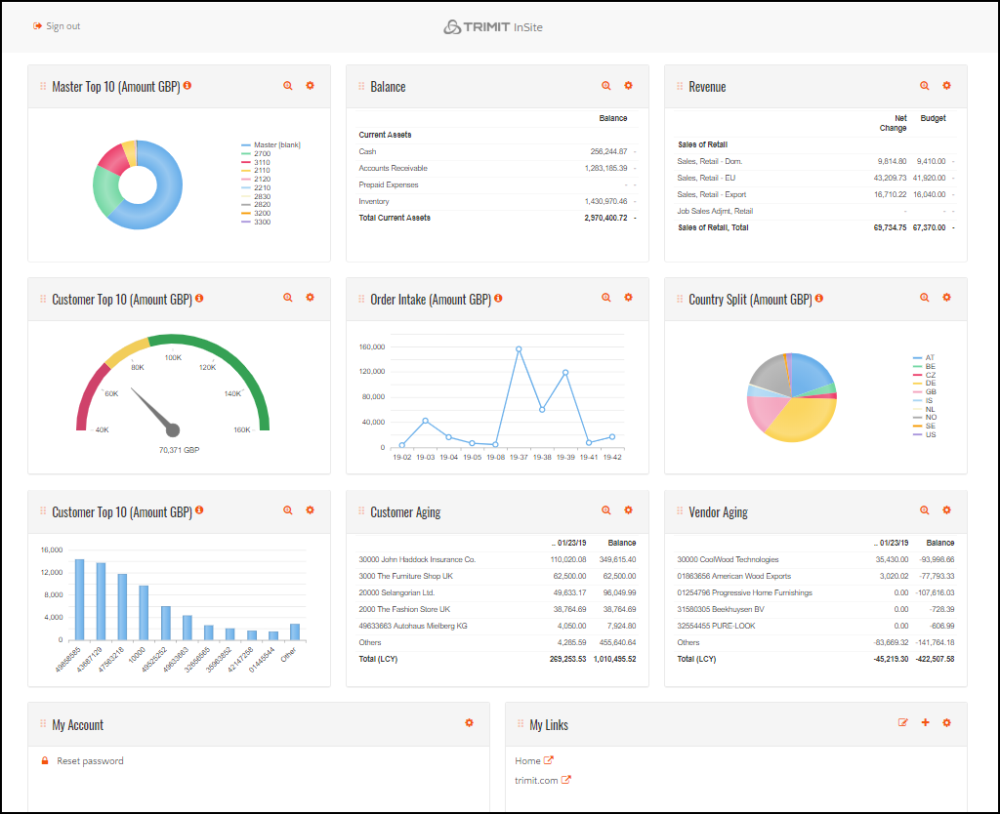 Sign out
TRIMIT InSite
Master Top 10 (Amount GBP)
Master [blank]
2700
3110
2110
2120
2210
2830
2820
3200
3300
Balance
Balance
Current Assets
Cash 256,244.87 -
Accounts Receivable 1,283,185.39 -
Prepaid Expenses - -
Inventory 1,430,970.46 -
Total Current Assets 2,970,400.72 -
Revenue
Net Budget
Change
Sales of Retail
Sales, Retail - Dom. 9,814.80 9,410.00 -
Sales, Retail - EU 43,209.73 41,920.00 -
Sales, Retail - Export 16,710.22 16,040.00 -
Job Sales Adjmt, Retail - - -
Sales of Retail, Total 69,734.75 67,370.00 -
Customer Top 10 (Amount GBP)
100K
80K 120K
60K 140K
40K 160K
70,371 GBP
Order Intake (Amount GBP)
160,000
120,000
80,000
40,000
0
19-02 19-03 19-04 19-05 19-08 19-37 19-38 19-39 19-41 19-42
Country Split (Amount GBP)
AT
BE
CZ
DE
GB
IS
NL
NO
SE
US
Customer Top 10 (Amount GBP)
16,000
12,000
8,000
4,000
0
49858585 43687129 47563218 10000 49525252 49633663 32656565 35963852 42147258 01445544 Other
Customer Aging
.. 01/23/19 Balance
30000 John Haddock Insurance Co. 110,020.08 349,615.40
3000 The Furniture Shop UK 62,500.00 62,500.00
20000 Selangorian Ltd. 49,633.17 96,049.99
2000 The Fashion Store UK 38,764.69 38,764.69
49633663 Autohaus Mielberg KG 4,050.00 7,924.80
Others 4,285.59 455,640.64
Total (LCY) 269,253.53 1,010,495.52
Vendor Aging
.. 01/23/19 Balance
30000 CoolWood Technologies 35,430.00 -93,998.66
01863656 American Wood Exports 3,020.02 -77,793.33
01254796 Progressive Home Furnishings 0.00 -107,616.03
31580305 Beekhuysen BV 0.00 -728.39
32554455 PURE-LOOK 0.00 -606.99
Others -83,669.32 -141,764.18
Total (LCY) -45,219.30 -422,507.58
My Account
Reset password
My Links
Home
trimit.com